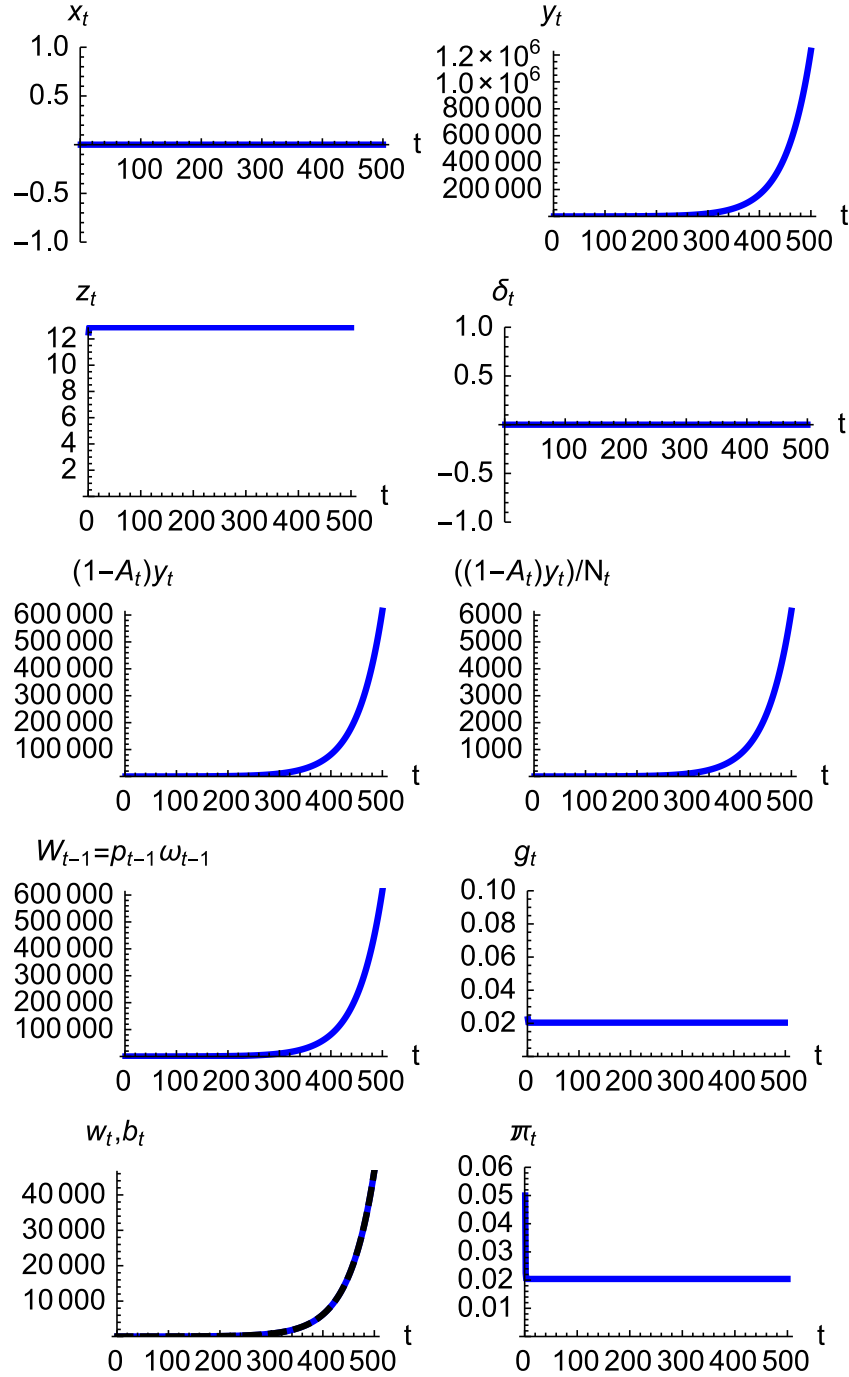 x_t
1.0
0.5
t
100 200 300 400 500
−0.5
−1.0
y_t
1.2 × 10^6
1.0 × 10^6
800 000
600 000
400 000
200 000
t
0 100 200 300 400 500
z_t
12
10
8
6
4
2
t
0 100 200 300 400 500
δ_t
1.0
0.5
t
100 200 300 400 500
−0.5
−1.0
(1−A_t)y_t
600 000
500 000
400 000
300 000
200 000
100 000
t
0 100 200 300 400 500
((1−A_t)y_t)/N_t
6000
5000
4000
3000
2000
1000
t
0 100 200 300 400 500
W_{t−1}=p_{t−1} ω_{t−1}
600 000
500 000
400 000
300 000
200 000
100 000
t
0 100 200 300 400 500
g_t
0.10
0.08
0.06
0.04
0.02
t
0 100 200 300 400 500
w_t,b_t
40 000
30 000
20 000
10 000
t
0 100 200 300 400 500
π_t
0.06
0.05
0.04
0.03
0.02
0.01
t
0 100 200 300 400 500